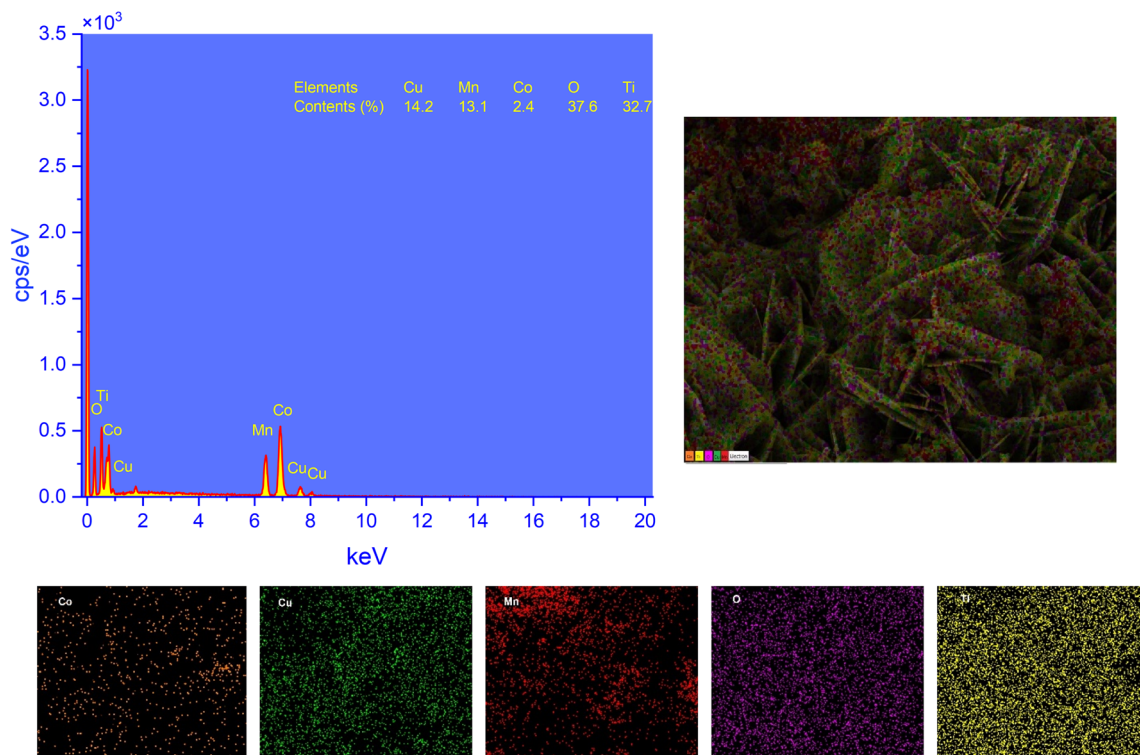 ×10³
3.5
3.0
2.5
2.0
1.5
1.0
0.5
0.0
cps/eV
Elements Cu Mn Co O Ti
Contents (%) 14.2 13.1 2.4 37.6 32.7
Ti
O
Co
Cu
Mn
Co
Cu
Cu
0 2 4 6 8 10 12 14 16 18 20
keV
Co Cu Mn O Ti